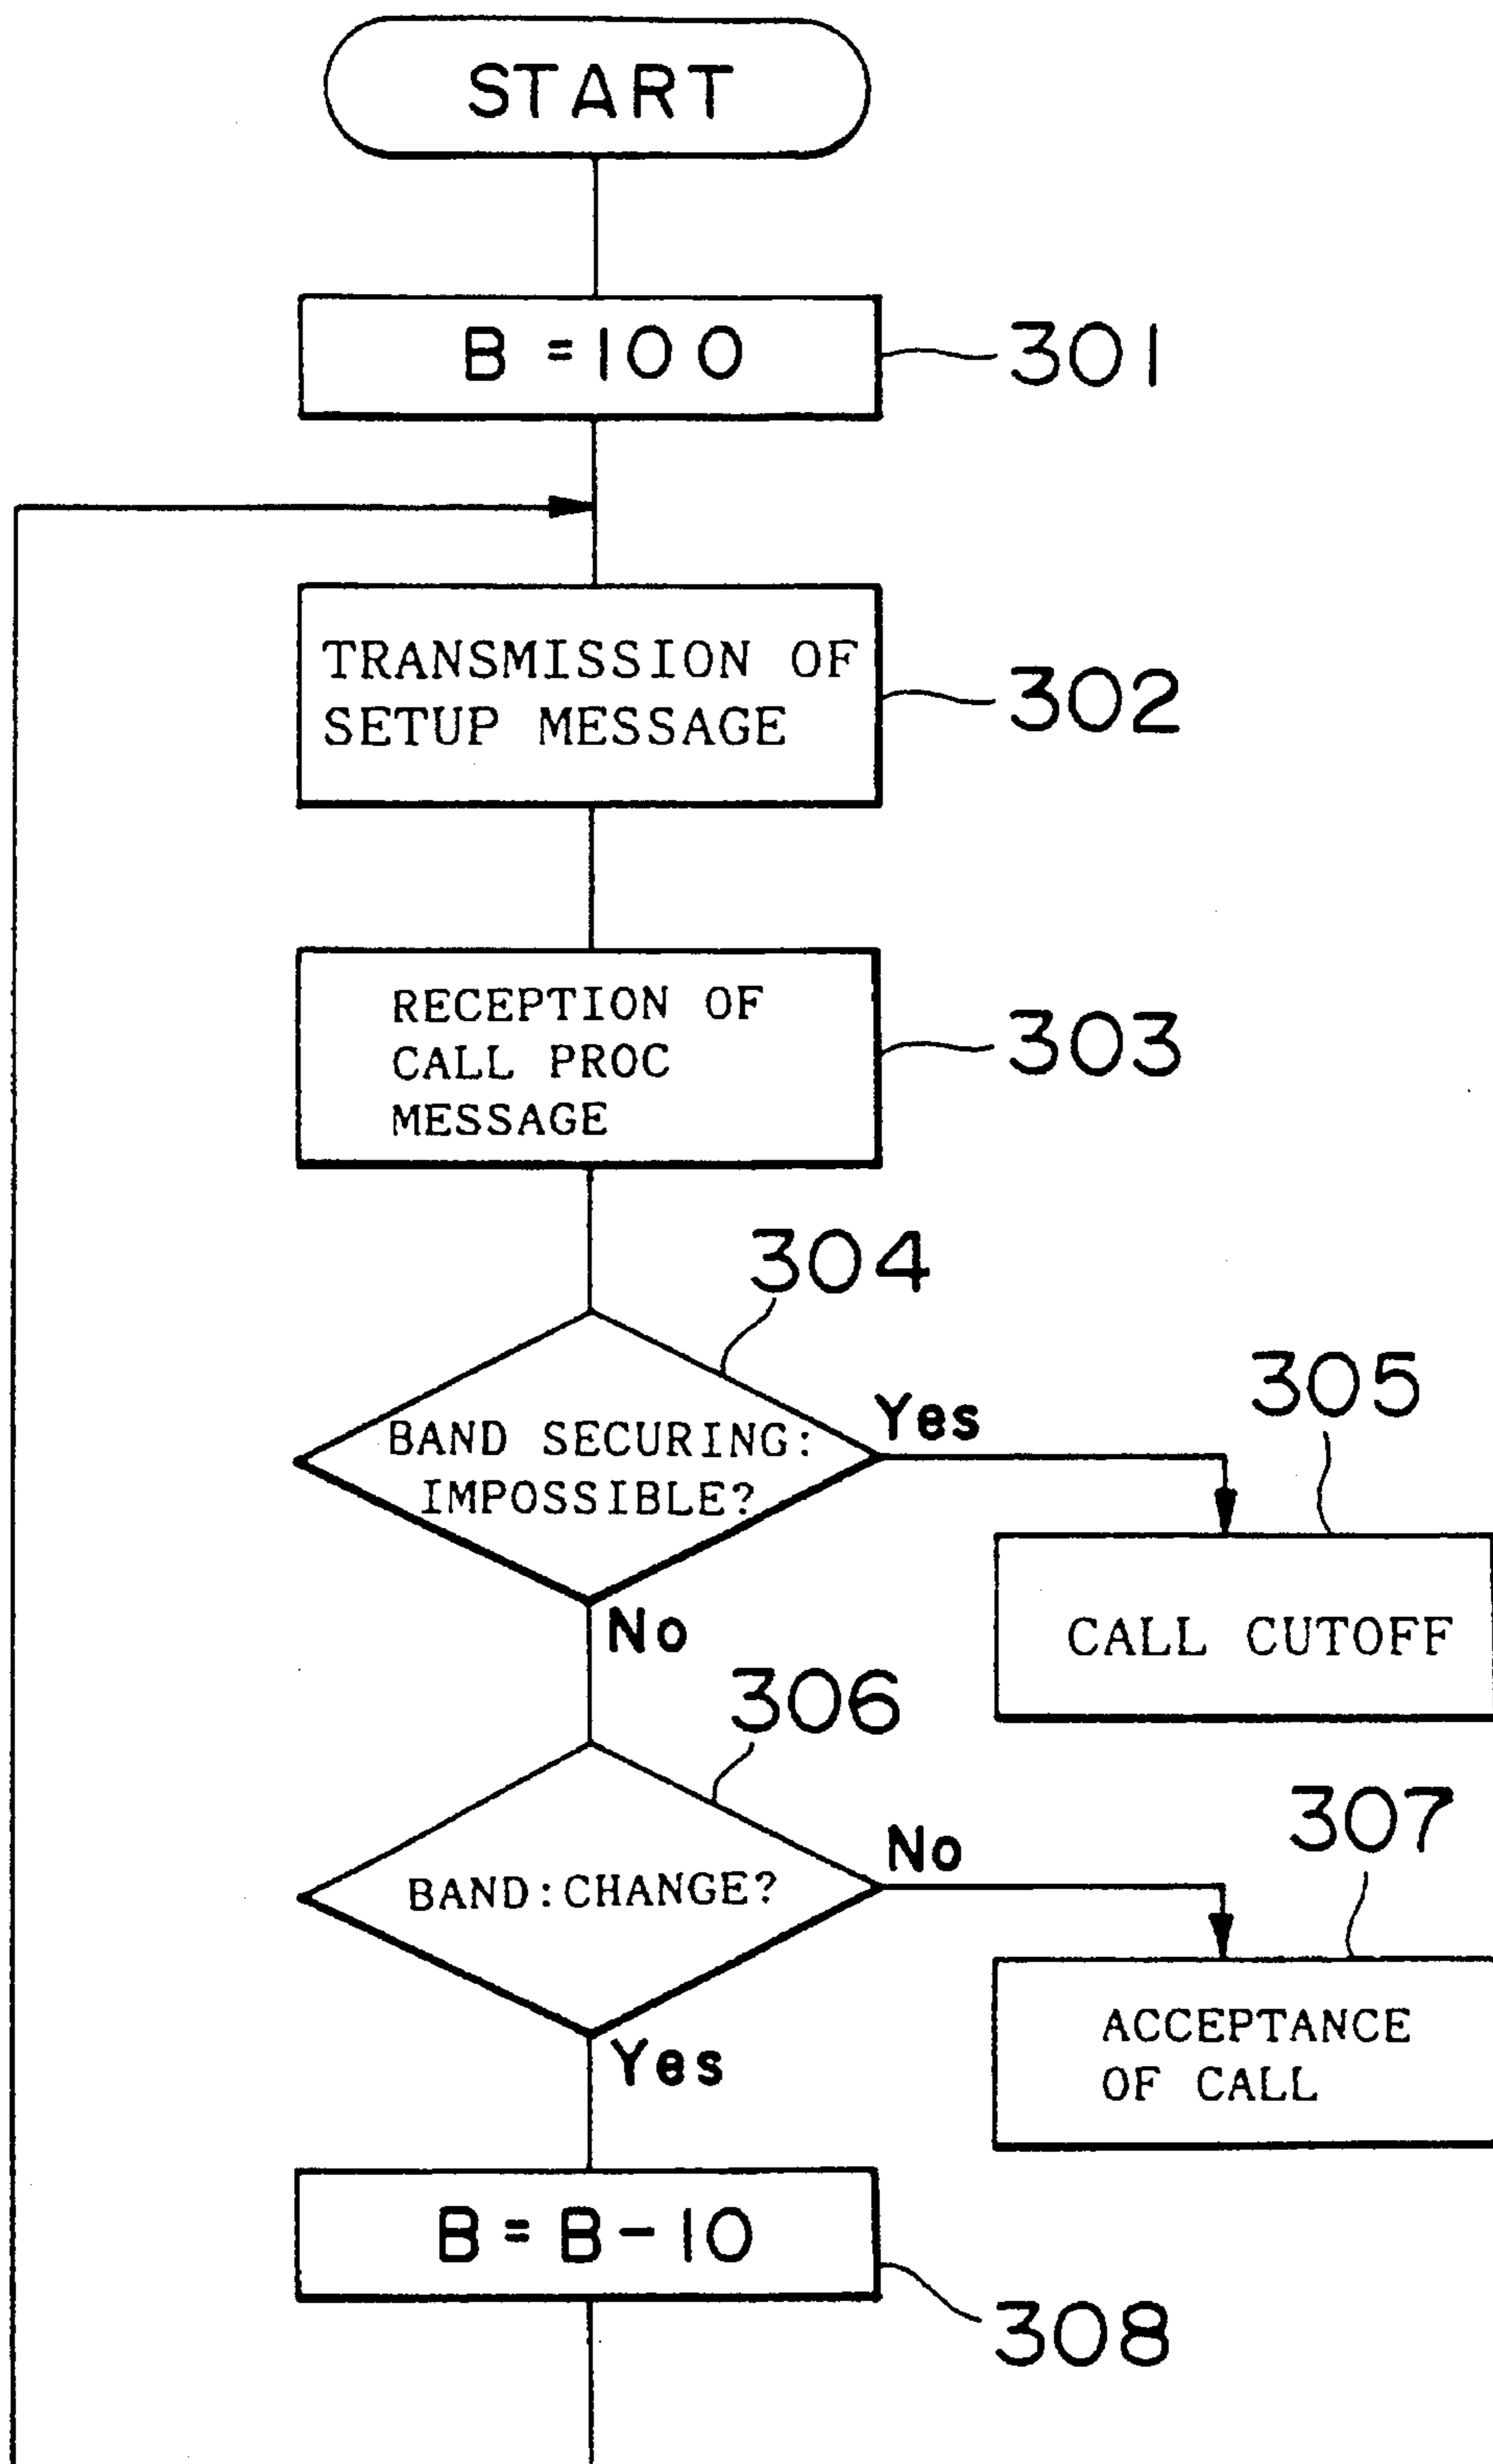 START
B = 100
301
TRANSMISSION OF
SETUP MESSAGE
302
RECEPTION OF
CALL PROC
MESSAGE
303
304
BAND SECURING:
IMPOSSIBLE?
Yes
305
CALL CUTOFF
No
306
BAND:CHANGE?
No
307
ACCEPTANCE
OF CALL
Yes
B = B - 10
308